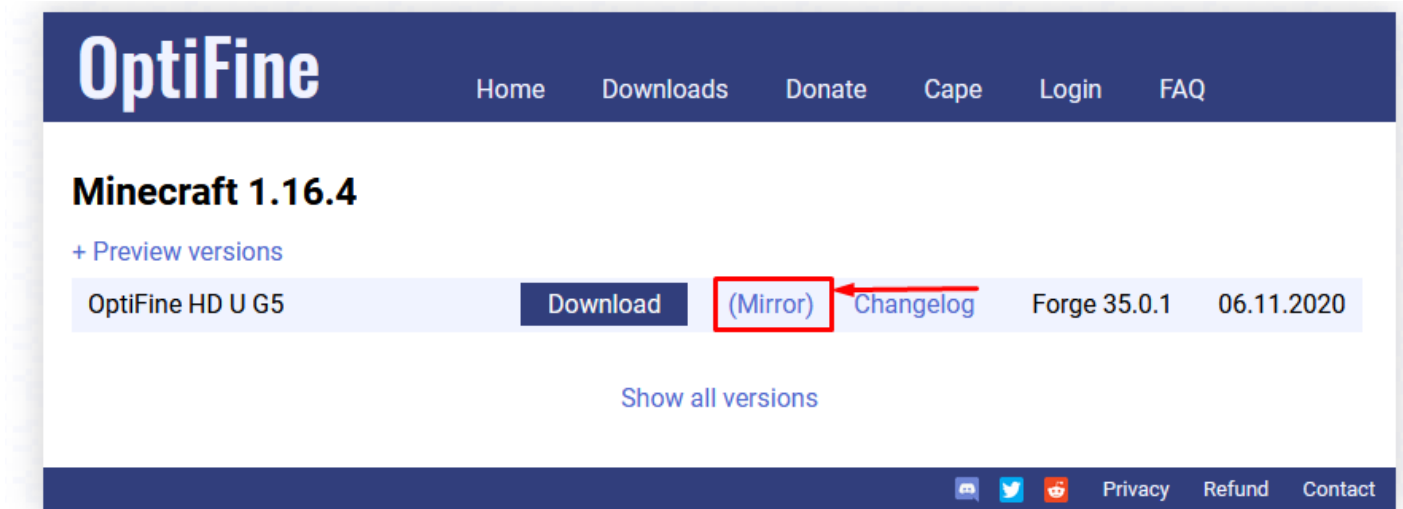 OptiFine Home Downloads Donate Cape Login FAQ
Minecraft 1.16.4
+ Preview versions
OptiFine HD U G5 Download (Mirror) Changelog Forge 35.0.1 06.11.2020
Show all versions
Privacy Refund Contact